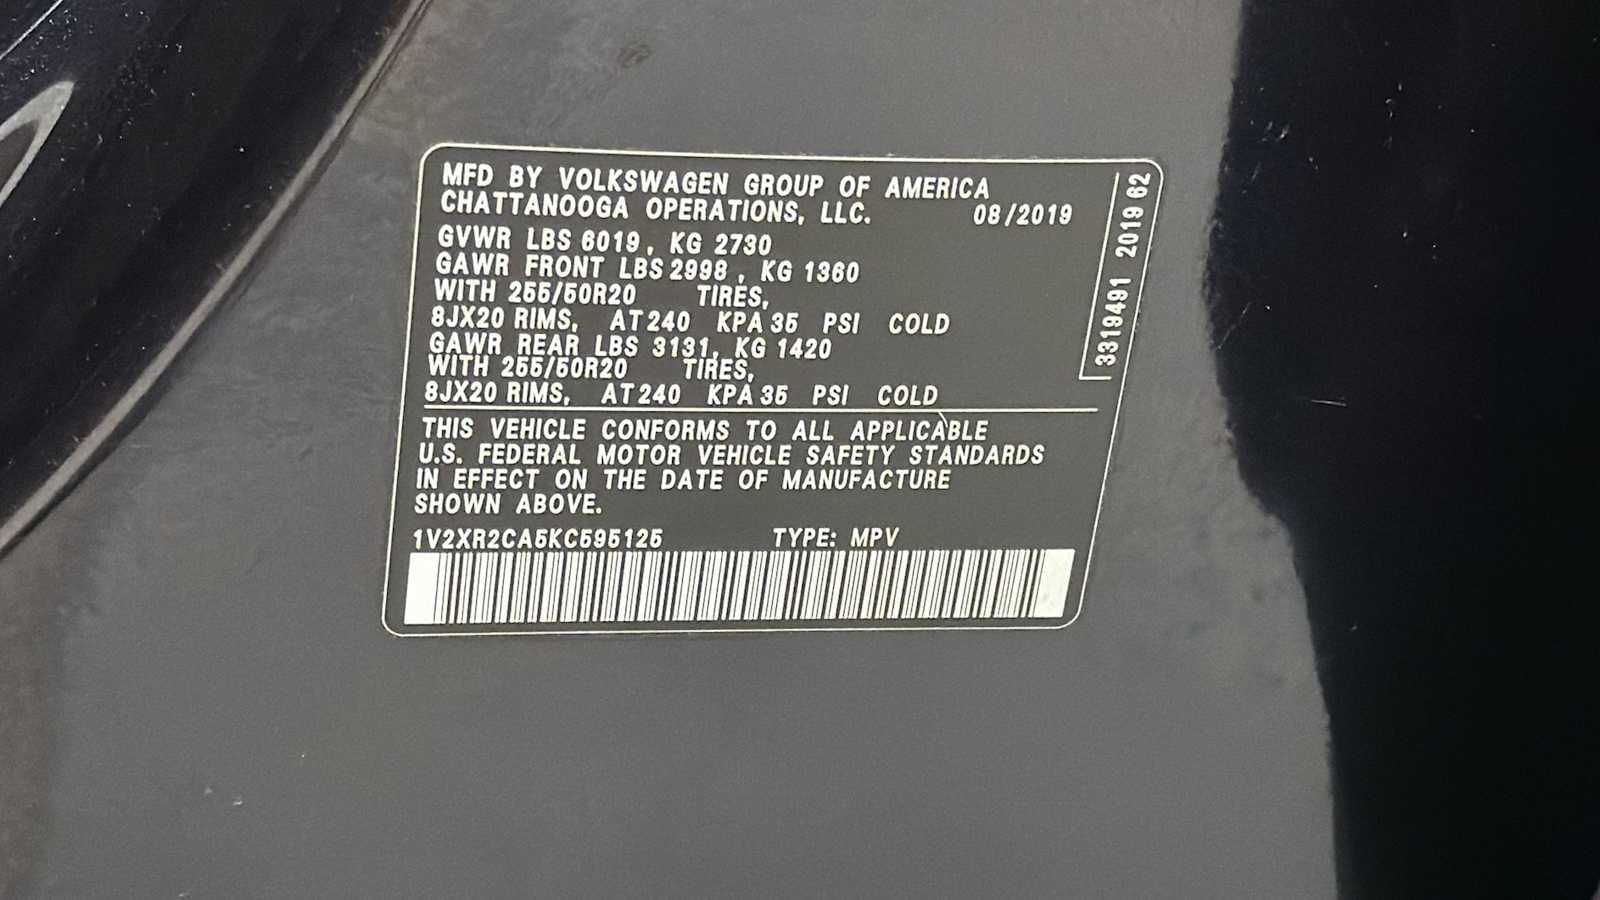 MFD BY VOLKSWAGEN GROUP OF AMERICA
CHATTANOOGA OPERATIONS, LLC. 08/2019
GVWR LBS 6019, KG 2730
GAWR FRONT LBS 2998, KG 1360
WITH 255/50R20 TIRES,
8JX20 RIMS, AT 240 KPA 35 PSI COLD
GAWR REAR LBS 3131, KG 1420
WITH 255/50R20 TIRES,
8JX20 RIMS, AT 240 KPA 35 PSI COLD
THIS VEHICLE CONFORMS TO ALL APPLICABLE
U.S. FEDERAL MOTOR VEHICLE SAFETY STANDARDS
IN EFFECT ON THE DATE OF MANUFACTURE
SHOWN ABOVE.
1V2XR2CA5KC595125 TYPE: MPV
3319491 2019 62